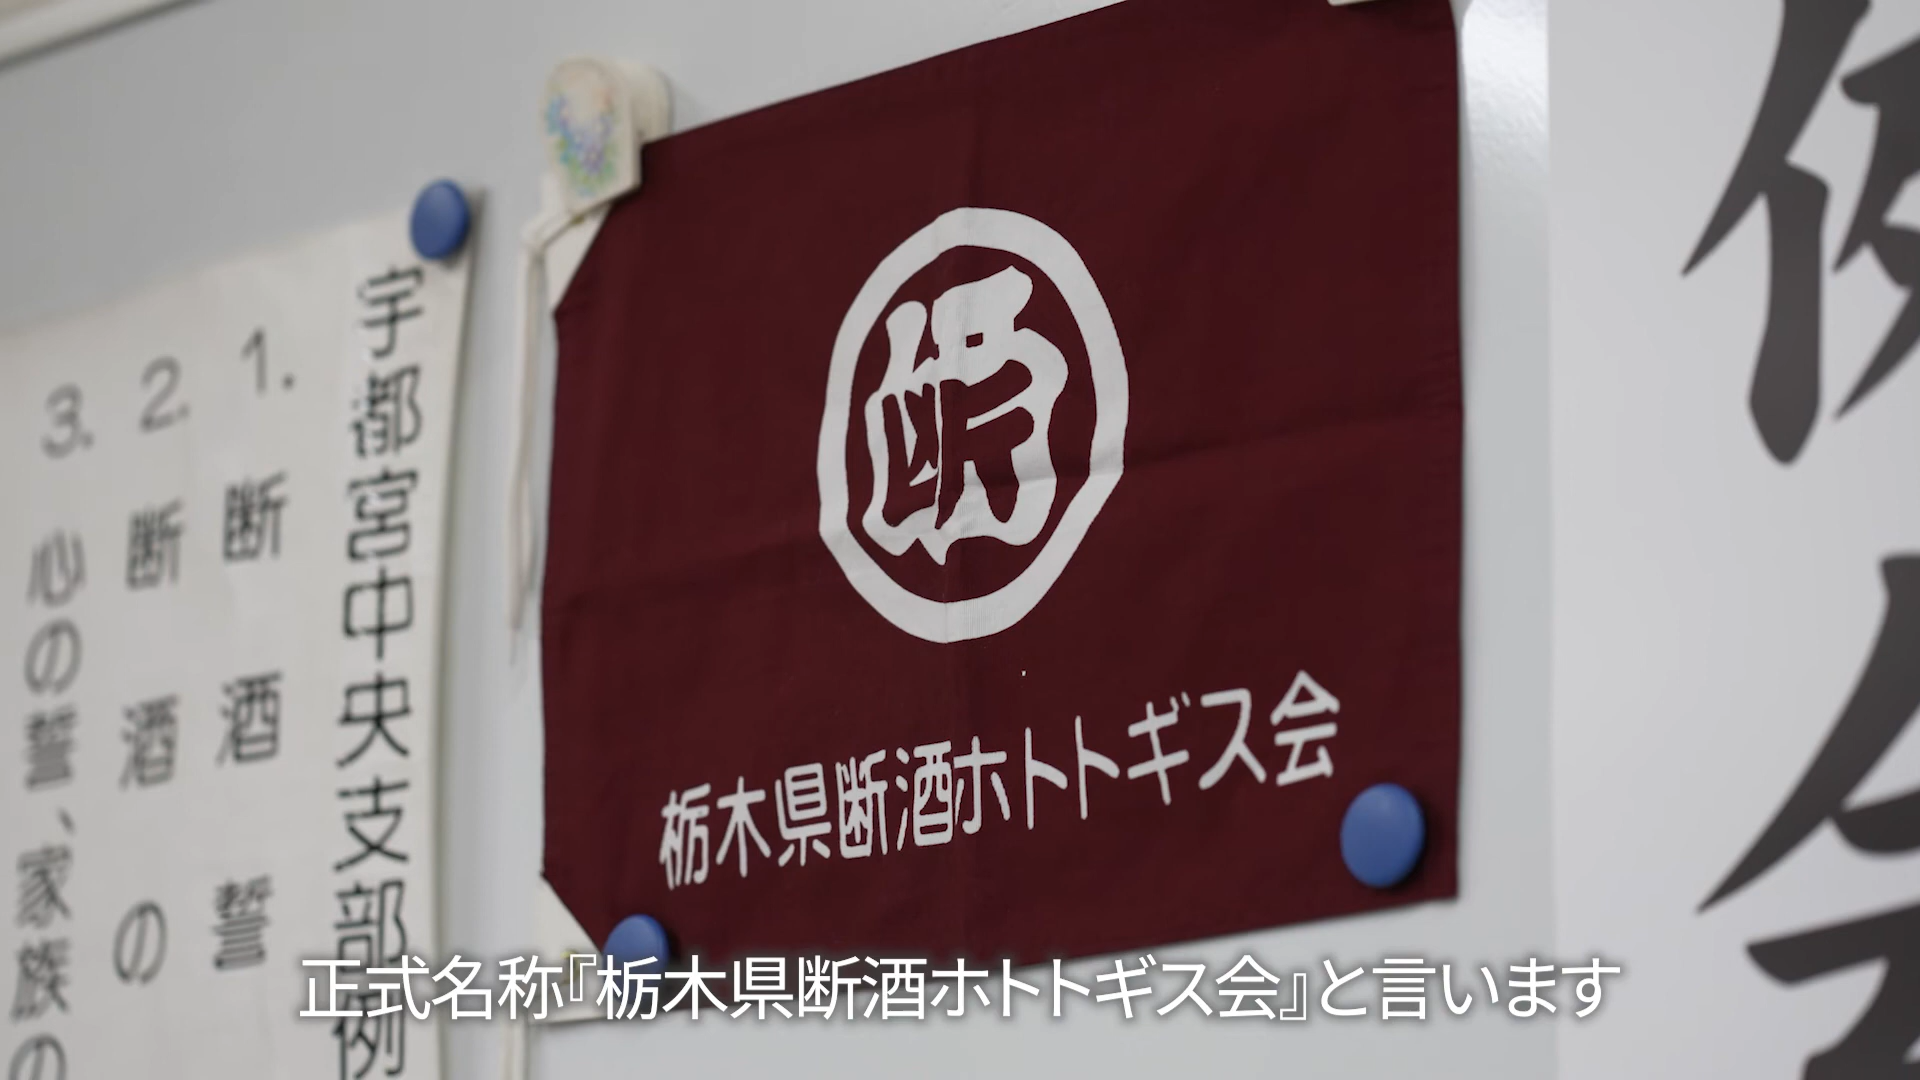 例会
断
栃木県断酒ホトトギス会
宇都宮中央支部例
1. 断酒誓
2. 断酒の
3. 心の誓、家族の
正式名称『栃木県断酒ホトトギス会』と言います